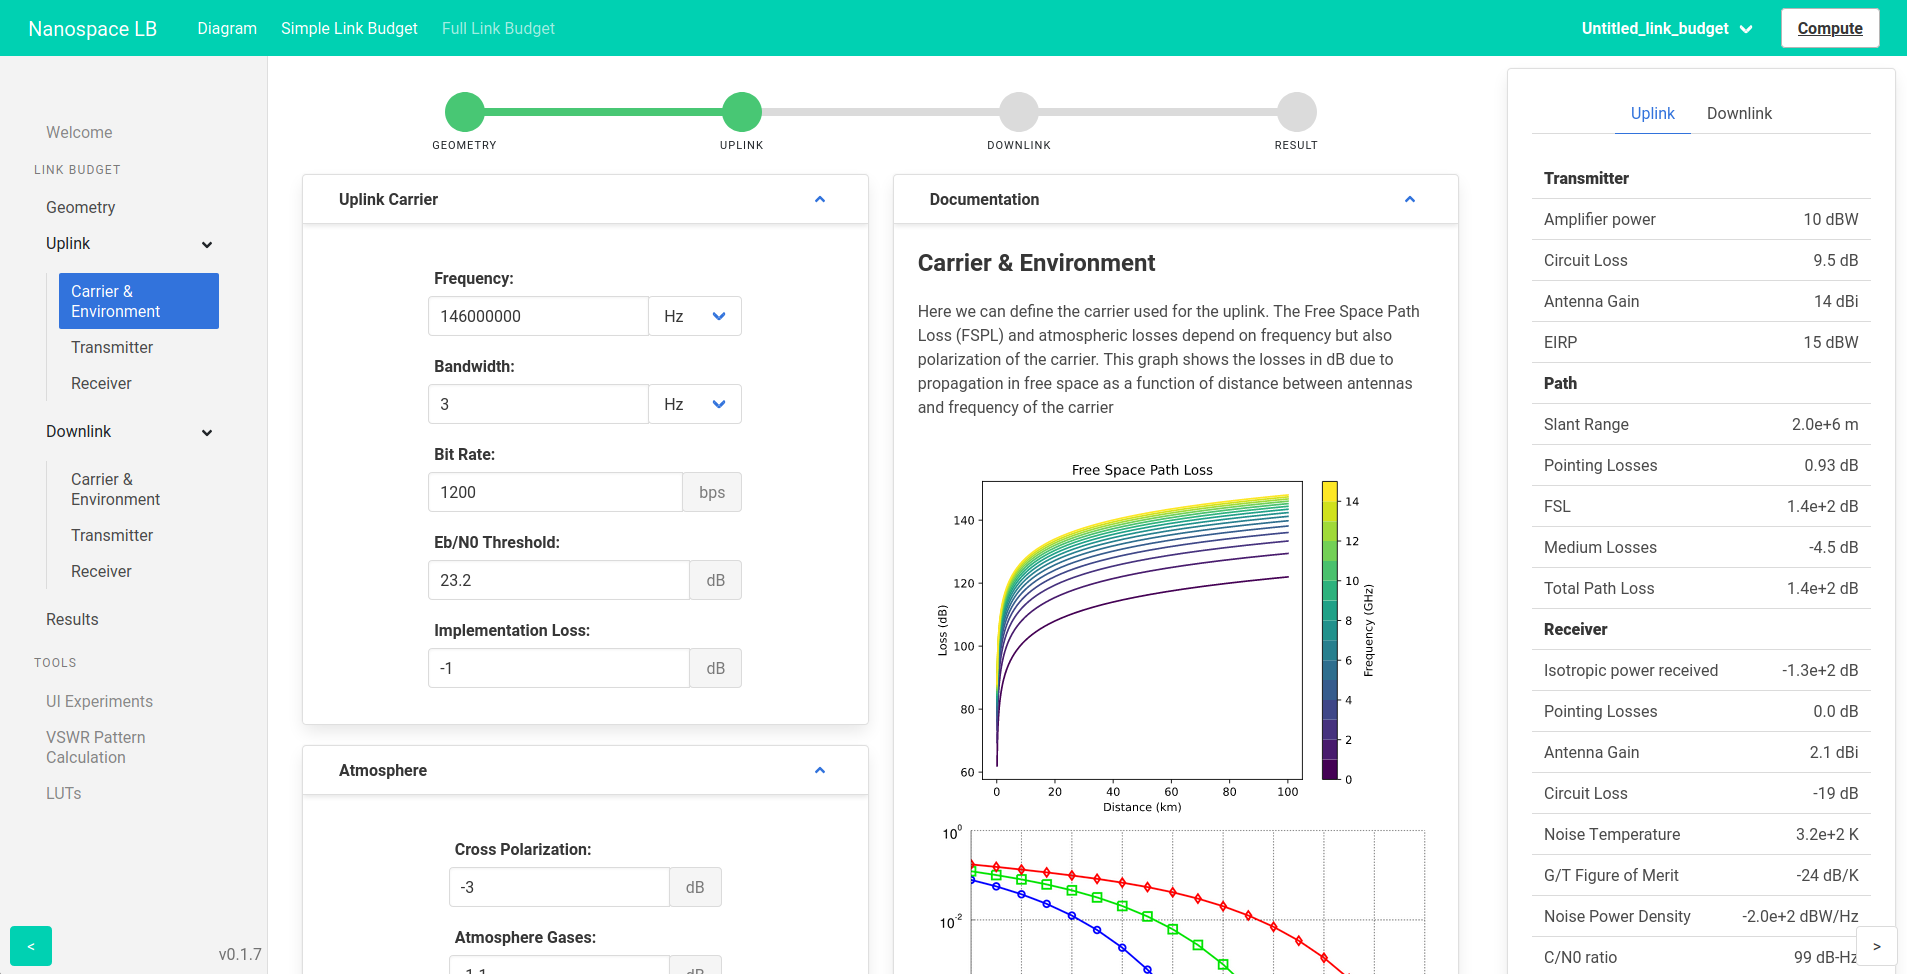 Nanospace LB
Diagram
Simple Link Budget
Full Link Budget
Untitled_link_budget
Compute
Welcome
LINK BUDGET
Geometry
Uplink
Carrier &
Environment
Transmitter
Receiver
Downlink
Carrier &
Environment
Transmitter
Receiver
Results
TOOLS
UI Experiments
VSWR Pattern
Calculation
LUTs
<
v0.1.7
GEOMETRY
UPLINK
DOWNLINK
RESULT
Uplink Carrier
Frequency:
146000000 Hz
Bandwidth:
3 Hz
Bit Rate:
1200 bps
Eb/N0 Threshold:
23.2 dB
Implementation Loss:
-1 dB
Atmosphere
Cross Polarization:
-3 dB
Atmosphere Gases:
-1.1 dB
Documentation
Carrier & Environment
Here we can define the carrier used for the uplink. The Free Space Path
Loss (FSPL) and atmospheric losses depend on frequency but also
polarization of the carrier. This graph shows the losses in dB due to
propagation in free space as a function of distance between antennas
and frequency of the carrier
Free Space Path Loss
140
120
100
80
60
Loss (dB)
0 20 40 60 80 100
Distance (km)
14
12
10
8
6
4
2
0
Frequency (GHz)
10^0
10^-2
Uplink
Downlink
Transmitter
Amplifier power 10 dBW
Circuit Loss 9.5 dB
Antenna Gain 14 dBi
EIRP 15 dBW
Path
Slant Range 2.0e+6 m
Pointing Losses 0.93 dB
FSL 1.4e+2 dB
Medium Losses -4.5 dB
Total Path Loss 1.4e+2 dB
Receiver
Isotropic power received -1.3e+2 dB
Pointing Losses 0.0 dB
Antenna Gain 2.1 dBi
Circuit Loss -19 dB
Noise Temperature 3.2e+2 K
G/T Figure of Merit -24 dB/K
Noise Power Density -2.0e+2 dBW/Hz
C/N0 ratio 99 dB-Hz
>